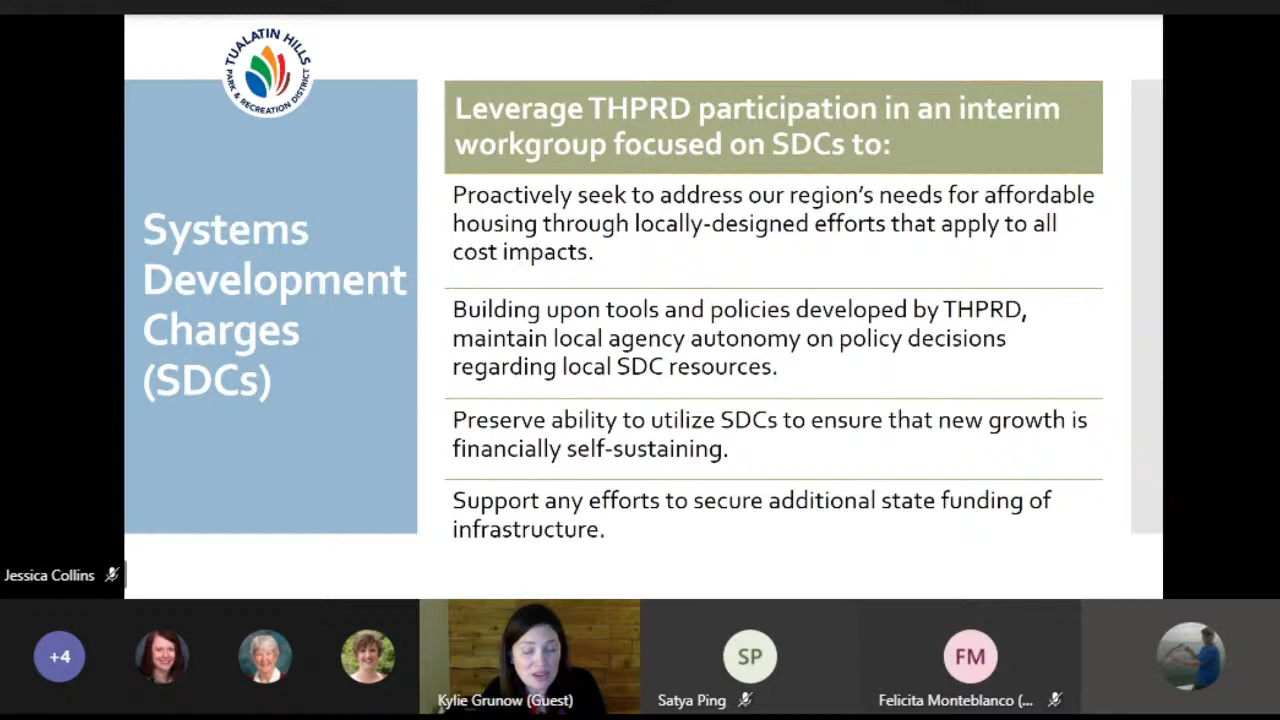 TUALATIN HILLS
PARK & RECREATION DISTRICT
Systems
Development
Charges
(SDCs)
Leverage THPRD participation in an interim
workgroup focused on SDCs to:
Proactively seek to address our region's needs for affordable
housing through locally-designed efforts that apply to all
cost impacts.
Building upon tools and policies developed by THPRD,
maintain local agency autonomy on policy decisions
regarding local SDC resources.
Preserve ability to utilize SDCs to ensure that new growth is
financially self-sustaining.
Support any efforts to secure additional state funding of
infrastructure.
Jessica Collins
+4
Kylie Grunow (Guest)
SP
Satya Ping
FM
Felicita Monteblanco (...